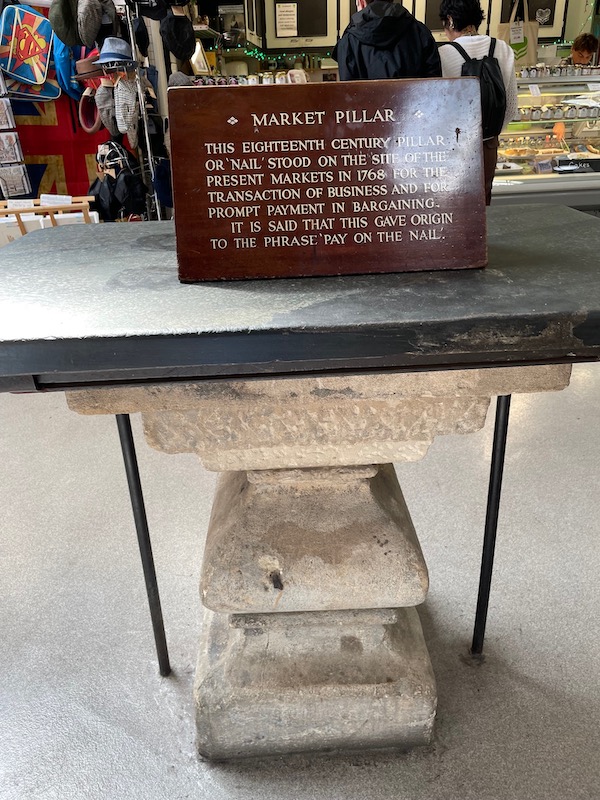 MARKET PILLAR
THIS EIGHTEENTH CENTURY PILLAR
OR 'NAIL' STOOD ON THE SITE OF THE
PRESENT MARKETS IN 1768 FOR THE
TRANSACTION OF BUSINESS AND FOR
PROMPT PAYMENT IN BARGAINING.
IT IS SAID THAT THIS GAVE ORIGIN
TO THE PHRASE 'PAY ON THE NAIL'.
Cakes